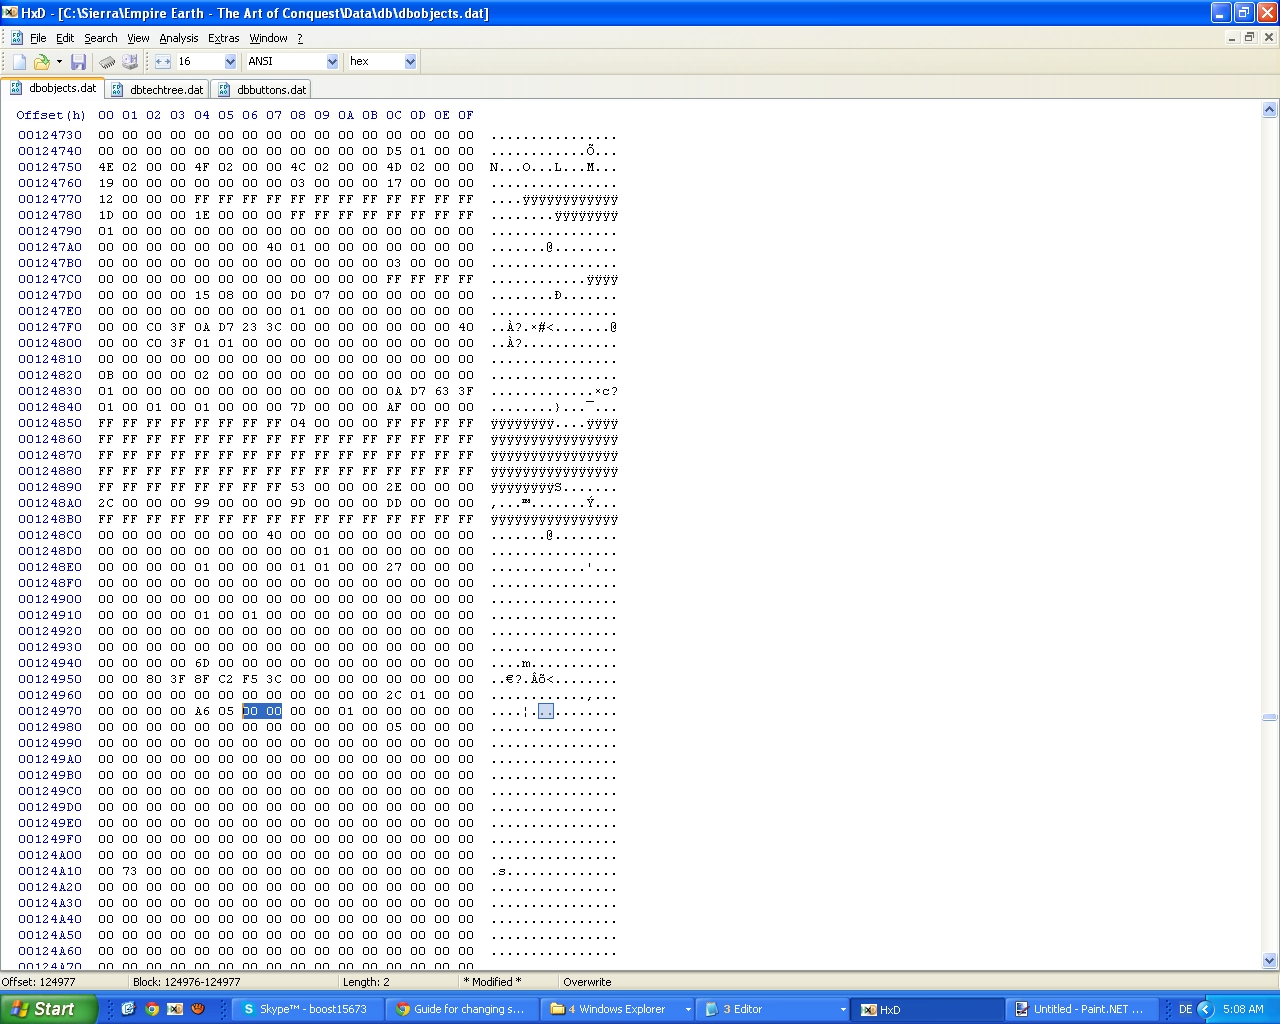 HxD - [C:\Sierra\Empire Earth - The Art of Conquest\Data\db\dbobjects.dat]
File Edit Search View Analysis Extras Window ?
16 ANSI hex
dbobjects.dat dbtechtree.dat dbbuttons.dat
Offset(h) 00 01 02 03 04 05 06 07 08 09 0A 0B 0C 0D 0E 0F
00124730 00 00 00 00 00 00 00 00 00 00 00 00 00 00 00 00 ................
00124740 00 00 00 00 00 00 00 00 00 00 00 00 D5 01 00 00 ............Õ...
00124750 4E 02 00 00 4F 02 00 00 4C 02 00 00 4D 02 00 00 N...O...L...M...
00124760 19 00 00 00 00 00 00 00 03 00 00 00 17 00 00 00 ................
00124770 12 00 00 00 FF FF FF FF FF FF FF FF FF FF FF FF ....ÿÿÿÿÿÿÿÿÿÿÿÿ
00124780 1D 00 00 00 1E 00 00 00 FF FF FF FF FF FF FF FF ........ÿÿÿÿÿÿÿÿ
00124790 01 00 00 00 00 00 00 00 00 00 00 00 00 00 00 00 ................
001247A0 00 00 00 00 00 00 00 40 01 00 00 00 00 00 00 00 .......@........
001247B0 00 00 00 00 00 00 00 00 00 00 00 00 03 00 00 00 ................
001247C0 00 00 00 00 00 00 00 00 00 00 00 00 FF FF FF FF ............ÿÿÿÿ
001247D0 00 00 00 00 15 08 00 00 D0 07 00 00 00 00 00 00 ........Ð.......
001247E0 00 00 00 00 00 00 00 00 01 00 00 00 00 00 00 00 ................
001247F0 00 00 C0 3F 0A D7 23 3C 00 00 00 00 00 00 00 40 ..À?.×#<.......@
00124800 00 00 C0 3F 01 01 00 00 00 00 00 00 00 00 00 00 ..À?............
00124810 00 00 00 00 00 00 00 00 00 00 00 00 00 00 00 00 ................
00124820 0B 00 00 00 02 00 00 00 00 00 00 00 00 00 00 00 ................
00124830 01 00 00 00 00 00 00 00 00 00 00 00 0A D7 63 3F .............×c?
00124840 01 00 01 00 01 00 00 00 7D 00 00 00 AF 00 00 00 ........}...¯...
00124850 FF FF FF FF FF FF FF FF 04 00 00 00 FF FF FF FF ÿÿÿÿÿÿÿÿ....ÿÿÿÿ
00124860 FF FF FF FF FF FF FF FF FF FF FF FF FF FF FF FF ÿÿÿÿÿÿÿÿÿÿÿÿÿÿÿÿ
00124870 FF FF FF FF FF FF FF FF FF FF FF FF FF FF FF FF ÿÿÿÿÿÿÿÿÿÿÿÿÿÿÿÿ
00124880 FF FF FF FF FF FF FF FF FF FF FF FF FF FF FF FF ÿÿÿÿÿÿÿÿÿÿÿÿÿÿÿÿ
00124890 FF FF FF FF FF FF FF FF 53 00 00 00 2E 00 00 00 ÿÿÿÿÿÿÿÿS.......
001248A0 2C 00 00 00 99 00 00 00 9D 00 00 00 DD 00 00 00 ,...™.......Ý...
001248B0 FF FF FF FF FF FF FF FF FF FF FF FF FF FF FF FF ÿÿÿÿÿÿÿÿÿÿÿÿÿÿÿÿ
001248C0 00 00 00 00 00 00 00 40 00 00 00 00 00 00 00 00 .......@........
001248D0 00 00 00 00 00 00 00 00 00 01 00 00 00 00 00 00 ................
001248E0 00 00 00 00 01 00 00 00 01 01 00 00 27 00 00 00 ............'...
001248F0 00 00 00 00 00 00 00 00 00 00 00 00 00 00 00 00 ................
00124900 00 00 00 00 00 00 00 00 00 00 00 00 00 00 00 00 ................
00124910 00 00 00 00 01 00 01 00 00 00 00 00 00 00 00 00 ................
00124920 00 00 00 00 00 00 00 00 00 00 00 00 00 00 00 00 ................
00124930 00 00 00 00 00 00 00 00 00 00 00 00 00 00 00 00 ................
00124940 00 00 00 00 6D 00 00 00 00 00 00 00 00 00 00 00 ....m...........
00124950 00 00 80 3F 8F C2 F5 3C 00 00 00 00 00 00 00 00 ..€?.Âõ<........
00124960 00 00 00 00 00 00 00 00 00 00 00 00 2C 01 00 00 ............,...
00124970 00 00 00 00 A6 05 00 00 00 00 01 00 00 00 00 00 ....¦...........
00124980 00 00 00 00 00 00 00 00 00 00 00 00 05 00 00 00 ................
00124990 00 00 00 00 00 00 00 00 00 00 00 00 00 00 00 00 ................
001249A0 00 00 00 00 00 00 00 00 00 00 00 00 00 00 00 00 ................
001249B0 00 00 00 00 00 00 00 00 00 00 00 00 00 00 00 00 ................
001249C0 00 00 00 00 00 00 00 00 00 00 00 00 00 00 00 00 ................
001249D0 00 00 00 00 00 00 00 00 00 00 00 00 00 00 00 00 ................
001249E0 00 00 00 00 00 00 00 00 00 00 00 00 00 00 00 00 ................
001249F0 00 00 00 00 00 00 00 00 00 00 00 00 00 00 00 00 ................
00124A00 00 00 00 00 00 00 00 00 00 00 00 00 00 00 00 00 ................
00124A10 00 73 00 00 00 00 00 00 00 00 00 00 00 00 00 00 .s..............
00124A20 00 00 00 00 00 00 00 00 00 00 00 00 00 00 00 00 ................
00124A30 00 00 00 00 00 00 00 00 00 00 00 00 00 00 00 00 ................
00124A40 00 00 00 00 00 00 00 00 00 00 00 00 00 00 00 00 ................
00124A50 00 00 00 00 00 00 00 00 00 00 00 00 00 00 00 00 ................
00124A60 00 00 00 00 00 00 00 00 00 00 00 00 00 00 00 00 ................
00124A70 00 00 00 00 00 00 00 00 00 00 00 00 00 00 00 00 ................
Offset: 124977 Block: 124976-124977 Length: 2 * Modified * Overwrite
Start Skype™ - boost15673 Guide for changing s... 4 Windows Explorer 3 Editor HxD Untitled - Paint.NET ... DE 5:08 AM